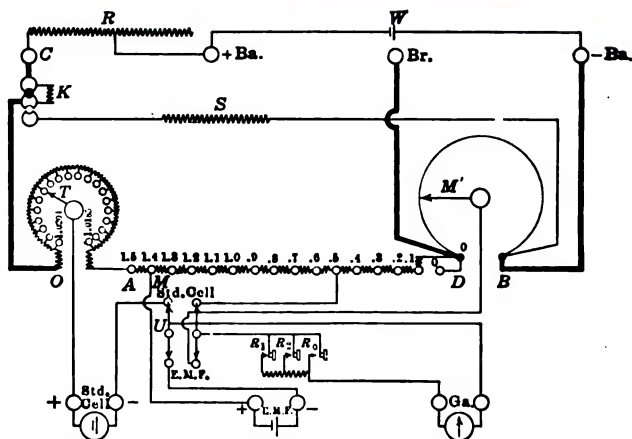 R
W
C
+Ba.
Br.
-Ba.
K
S
T
M'
O
1.5 1.4 1.3 1.2 1.1 1.0 .9 .8 .7 .6 .5 .4 .3 .2 .1 0
0
A
M
D
B
Std. Cell
U
R₁ R₂ R₀
E.M.F.
+ Std. Cell -
+ E.M.F. -
Ga.